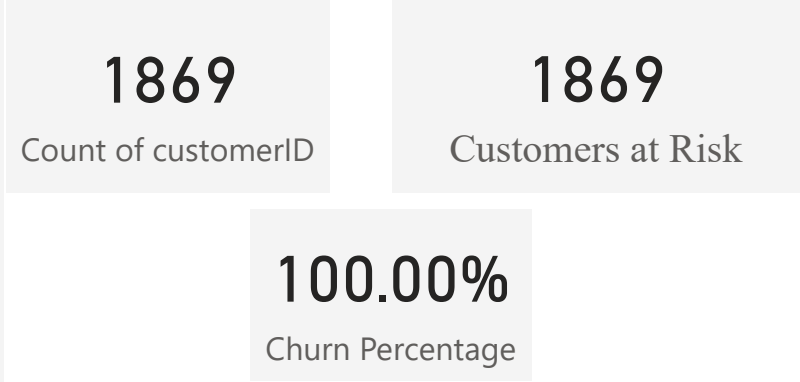 1869
Count of customerID
1869
Customers at Risk
100.00%
Churn Percentage